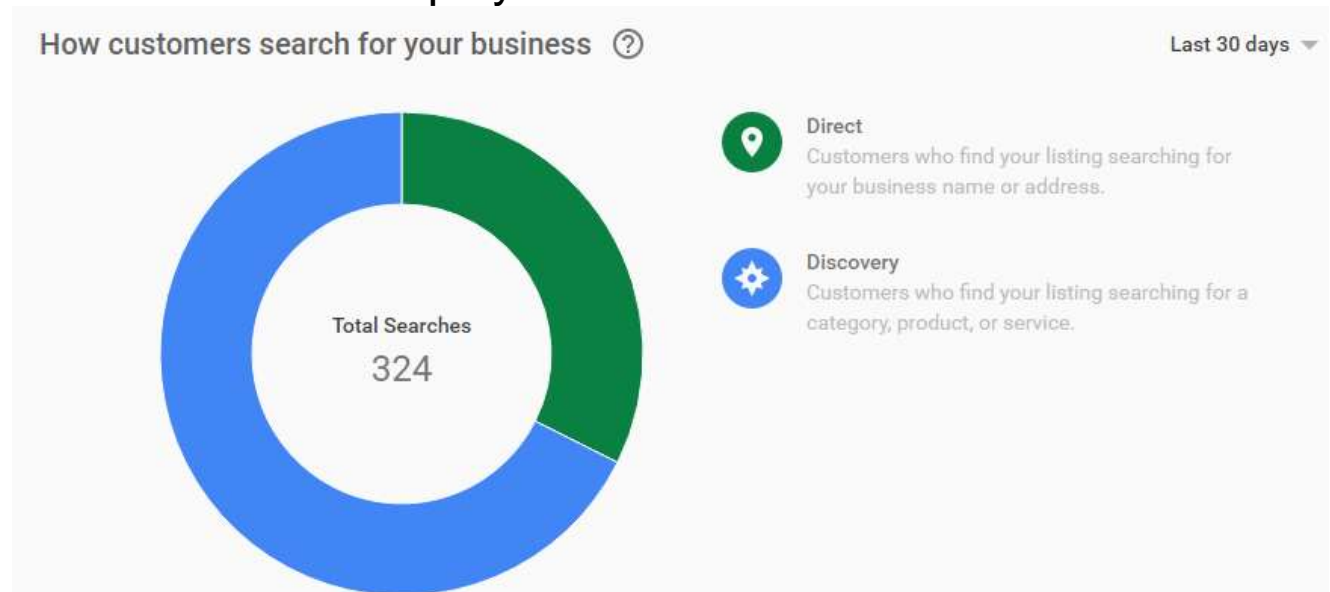 How customers search for your business ?
Last 30 days
Direct
Customers who find your listing searching for
your business name or address.
Discovery
Customers who find your listing searching for a
category, product, or service.
Total Searches
324